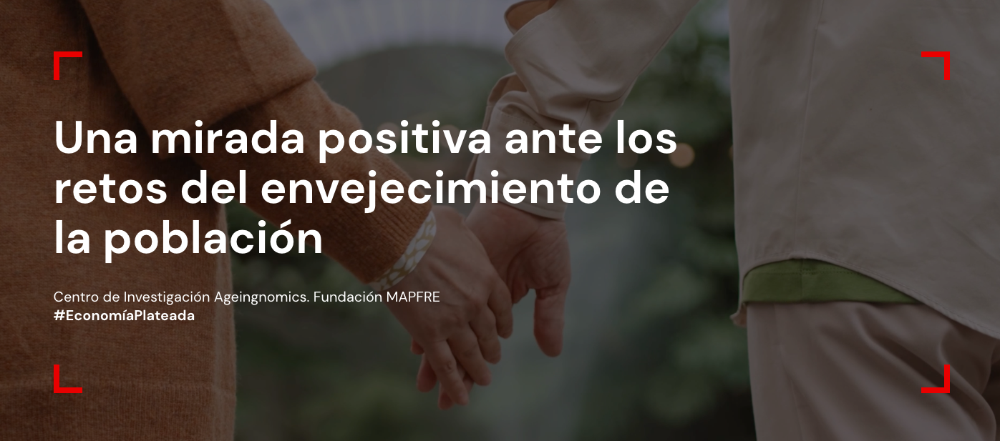 Una mirada positiva ante los
retos del envejecimiento de
la población
Centro de Investigación Ageingnomics. Fundación MAPFRE
#EconomíaPlateada